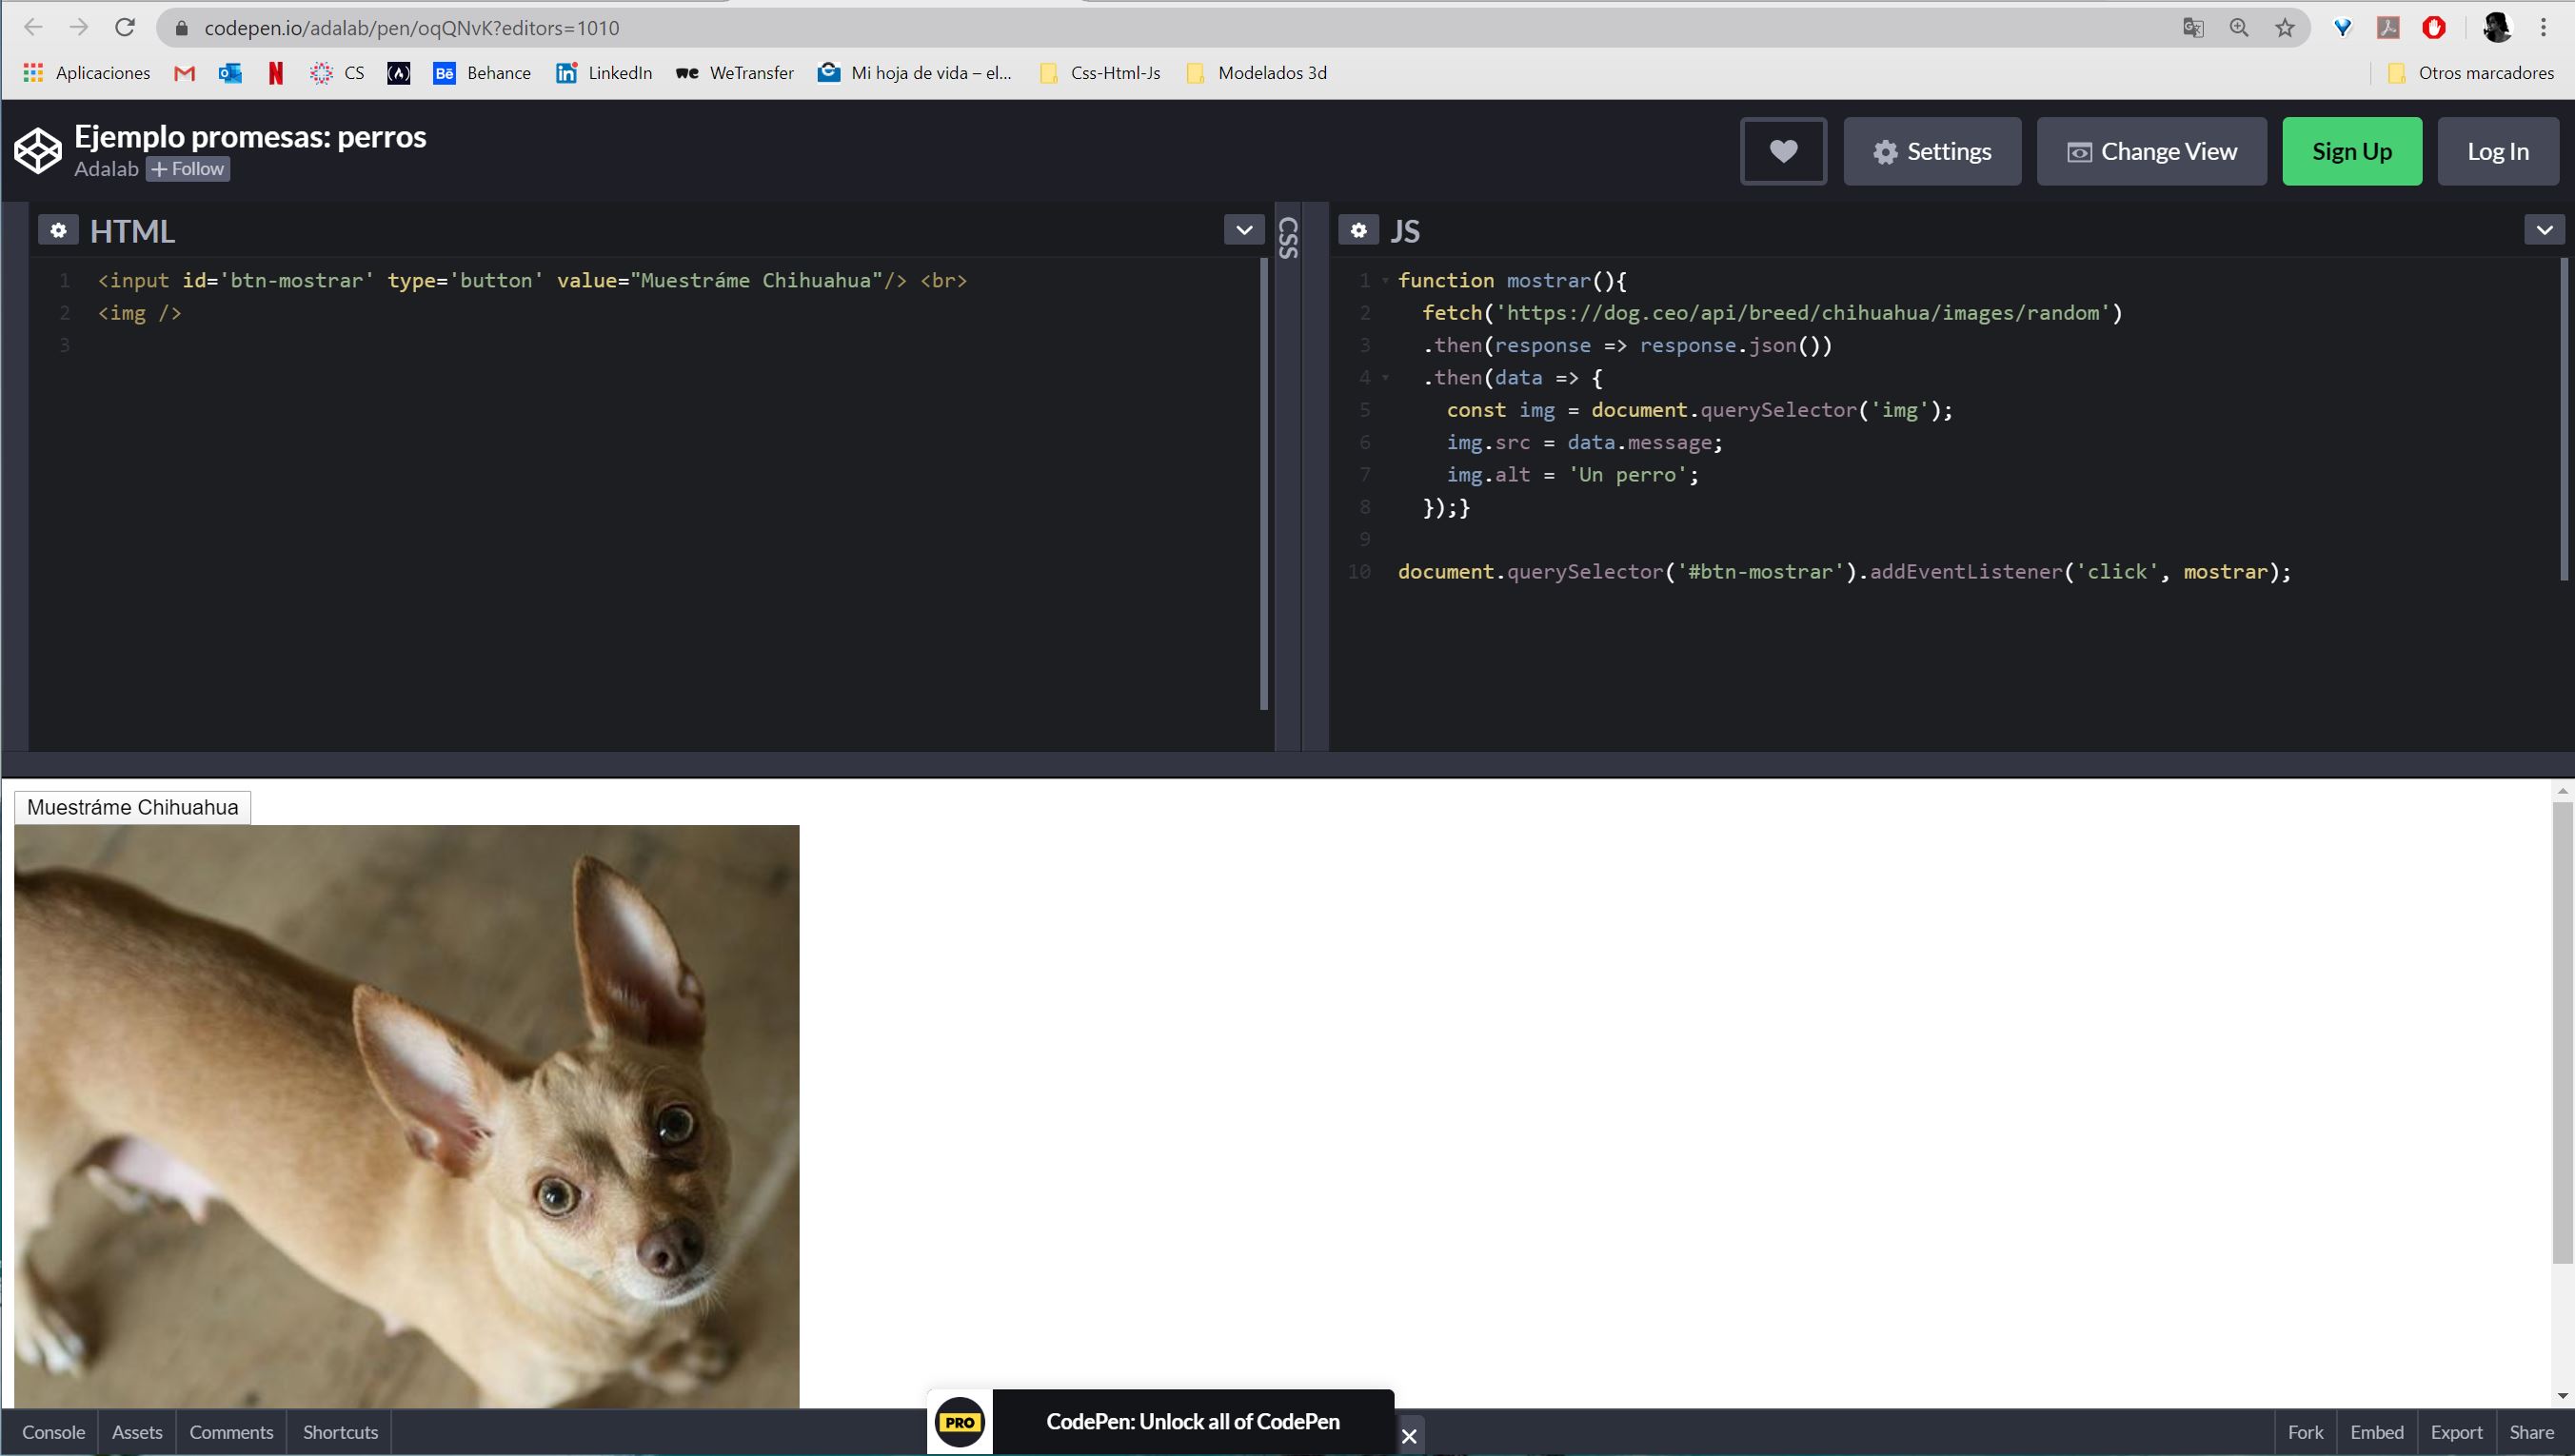 codepen.io/adalab/pen/oqQNvK?editors=1010
Aplicaciones CS Behance LinkedIn WeTransfer Mi hoja de vida – el... Css-Html-Js Modelados 3d Otros marcadores
Ejemplo promesas: perros
Adalab + Follow
Settings Change View Sign Up Log In
HTML
1 <input id='btn-mostrar' type='button' value="Muestráme Chihuahua"/> <br>
2 <img />
3
CSS
JS
1 function mostrar(){
2 fetch('https://dog.ceo/api/breed/chihuahua/images/random')
3 .then(response => response.json())
4 .then(data => {
5 const img = document.querySelector('img');
6 img.src = data.message;
7 img.alt = 'Un perro';
8 });}
9
10 document.querySelector('#btn-mostrar').addEventListener('click', mostrar);
Muestráme Chihuahua
Console Assets Comments Shortcuts
PRO CodePen: Unlock all of CodePen
Fork Embed Export Share